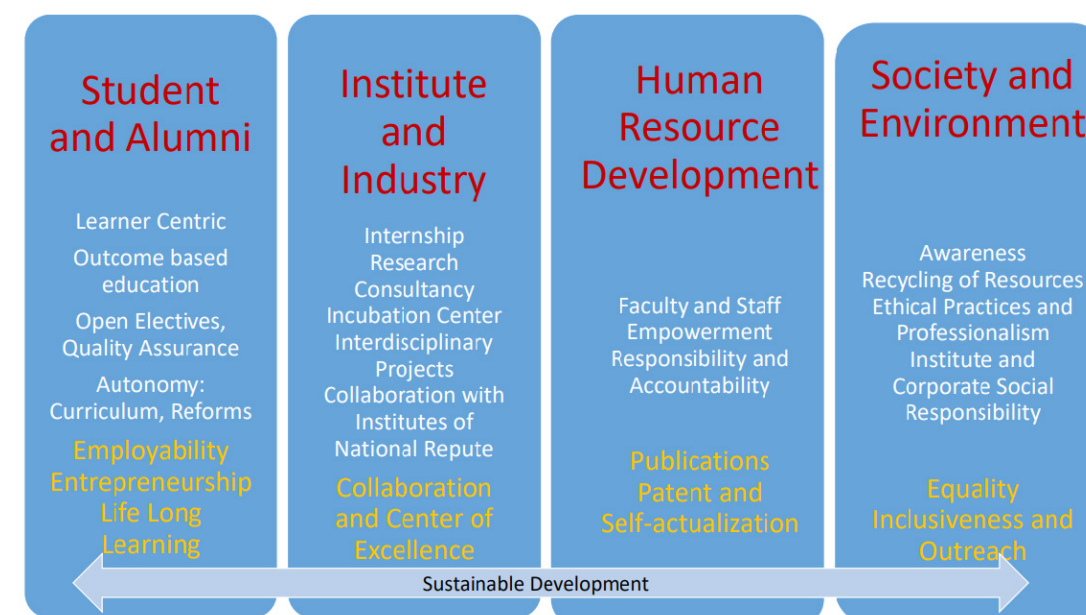 Student
and Alumni
Learner Centric
Outcome based
education
Open Electives,
Quality Assurance
Autonomy:
Curriculum, Reforms
Employability
Entrepreneurship
Life Long
Learning
Institute
and
Industry
Internship
Research
Consultancy
Incubation Center
Interdisciplinary
Projects
Collaboration with
Institutes of
National Repute
Collaboration
and Center of
Excellence
Human
Resource
Development
Faculty and Staff
Empowerment
Responsibility and
Accountability
Publications
Patent and
Self-actualization
Society and
Environment
Awareness
Recycling of Resources
Ethical Practices and
Professionalism
Institute and
Corporate Social
Responsibility
Equality
Inclusiveness and
Outreach
Sustainable Development